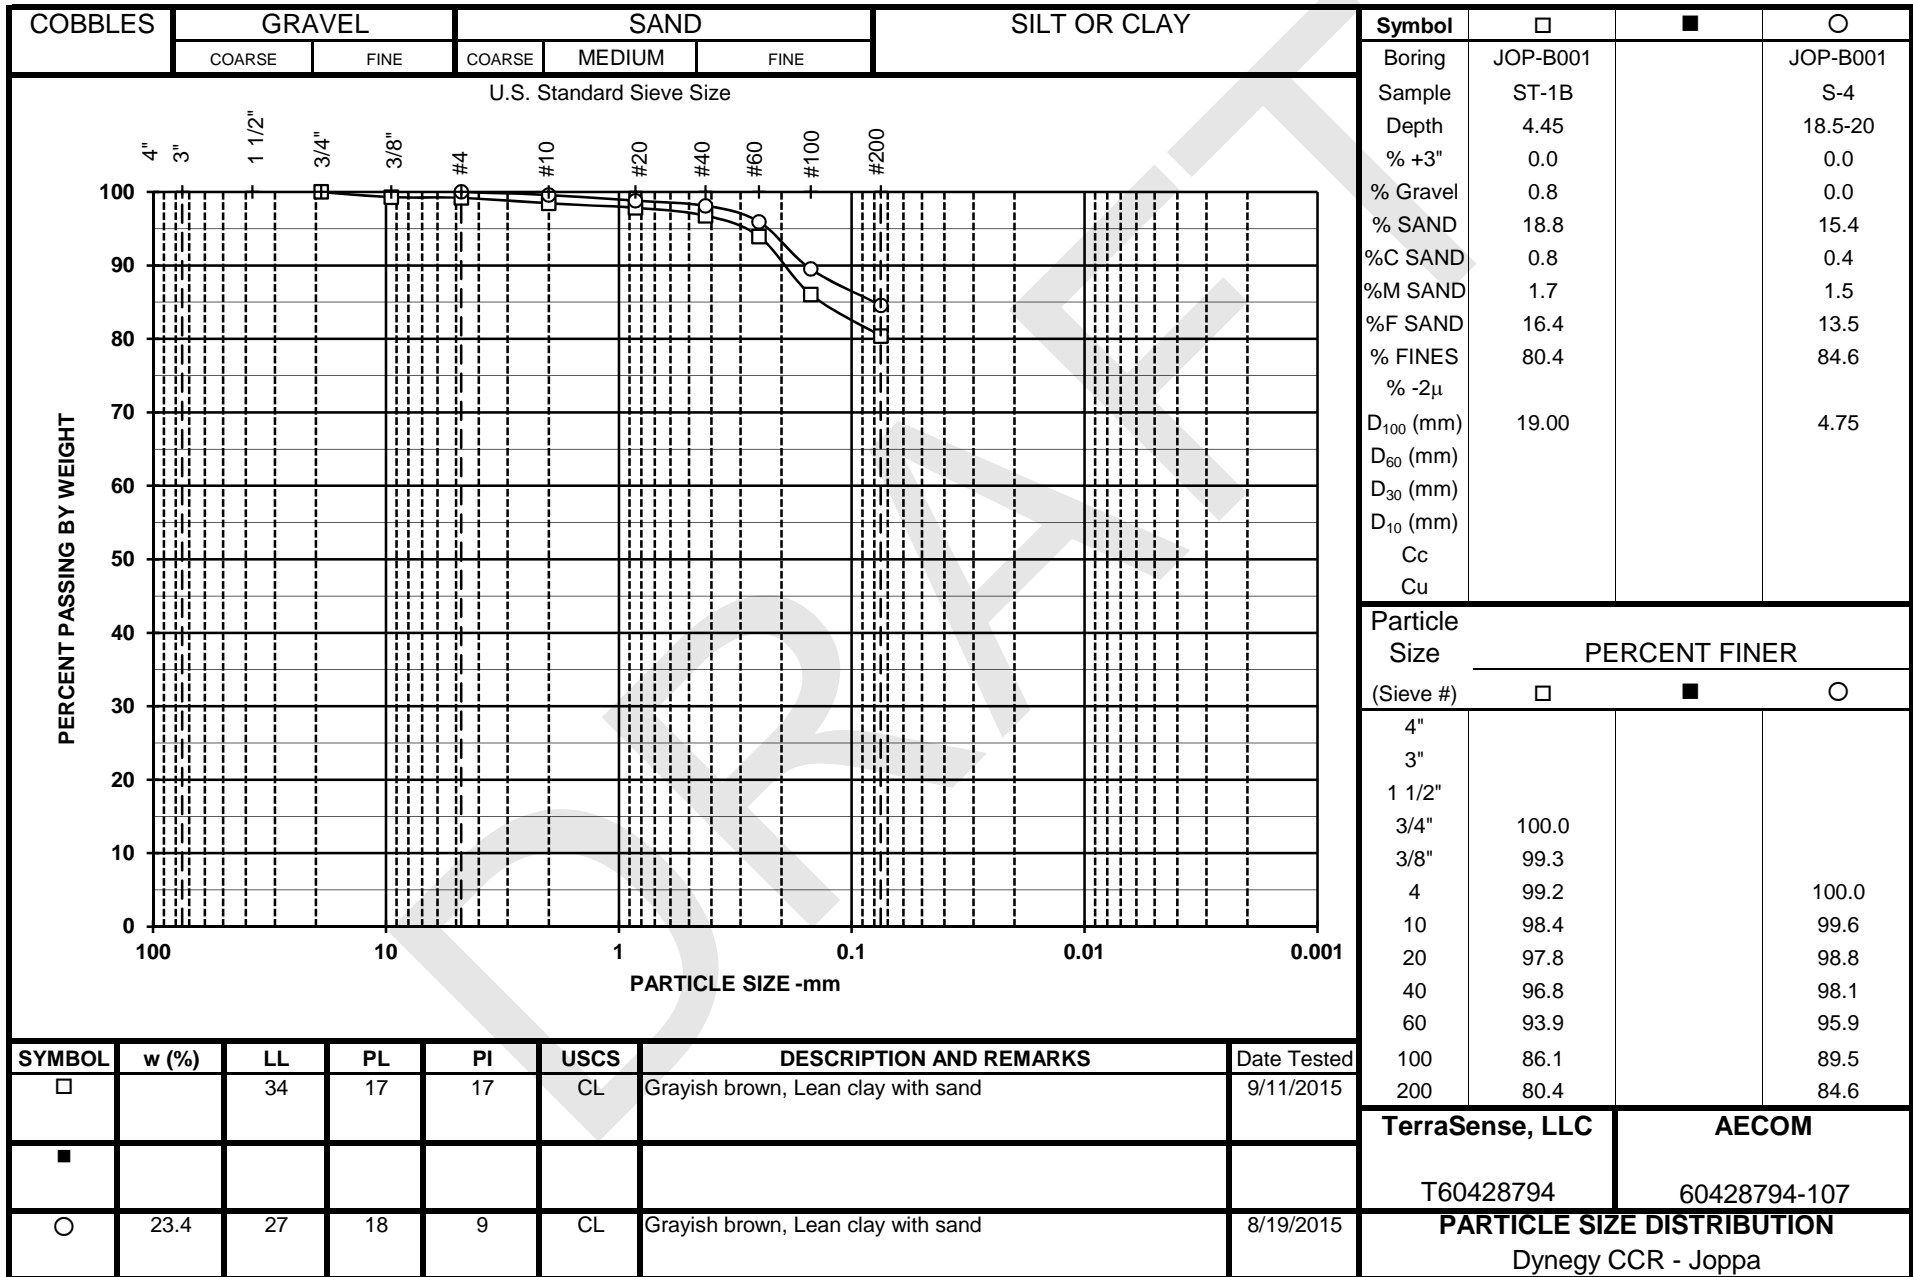 COBBLES GRAVEL SAND SILT OR CLAY
COARSE FINE COARSE MEDIUM FINE
U.S. Standard Sieve Size
4" 3" 1 1/2" 3/4" 3/8" #4 #10 #20 #40 #60 #100 #200
100
90
80
70
60
50
40
30
20
10
0
PERCENT PASSING BY WEIGHT
100 10 1 0.1 0.01 0.001
PARTICLE SIZE -mm
DRAFT
Symbol □ ■ ○
Boring JOP-B001 JOP-B001
Sample ST-1B S-4
Depth 4.45 18.5-20
% +3" 0.0 0.0
% Gravel 0.8 0.0
% SAND 18.8 15.4
%C SAND 0.8 0.4
%M SAND 1.7 1.5
%F SAND 16.4 13.5
% FINES 80.4 84.6
% -2μ
D100 (mm) 19.00 4.75
D60 (mm)
D30 (mm)
D10 (mm)
Cc
Cu
Particle
Size PERCENT FINER
(Sieve #) □ ■ ○
4"
3"
1 1/2"
3/4" 100.0
3/8" 99.3
4 99.2 100.0
10 98.4 99.6
20 97.8 98.8
40 96.8 98.1
60 93.9 95.9
100 86.1 89.5
200 80.4 84.6
SYMBOL w (%) LL PL PI USCS DESCRIPTION AND REMARKS Date Tested
□ 34 17 17 CL Grayish brown, Lean clay with sand 9/11/2015
■
○ 23.4 27 18 9 CL Grayish brown, Lean clay with sand 8/19/2015
TerraSense, LLC AECOM
T60428794 60428794-107
PARTICLE SIZE DISTRIBUTION
Dynegy CCR - Joppa